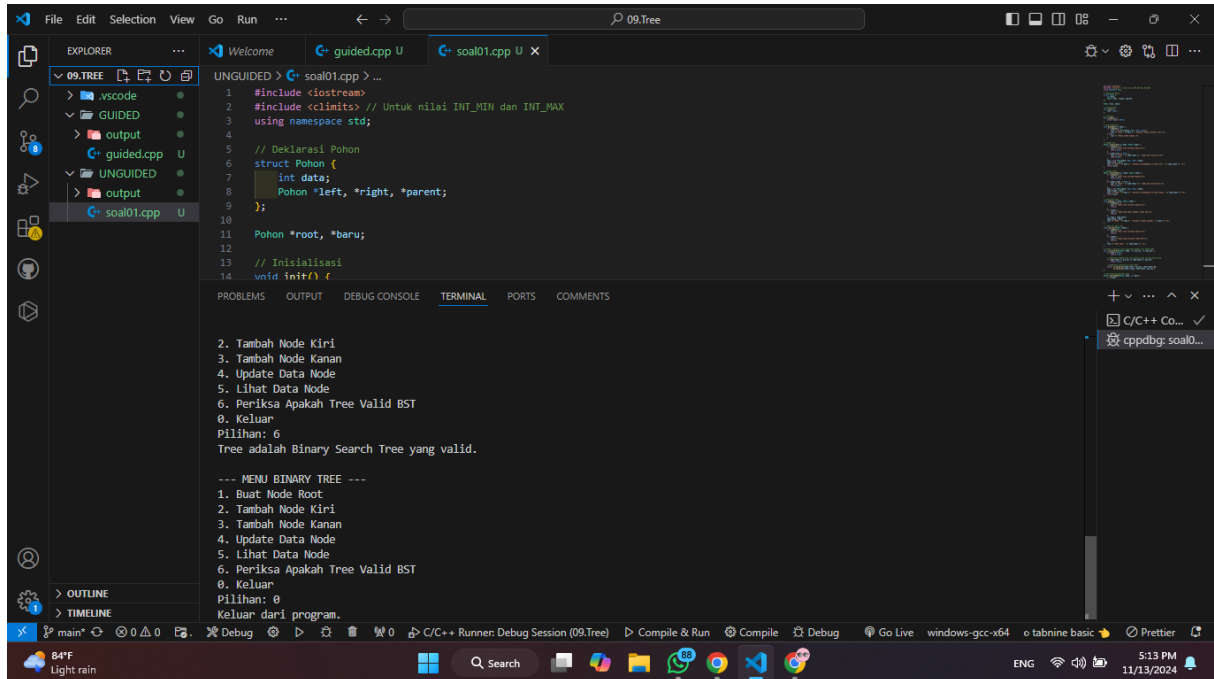 File Edit Selection View Go Run ··· 09.Tree
EXPLORER ···
Welcome guided.cpp U soal01.cpp U
09.TREE
.vscode
GUIDED
output
guided.cpp U
UNGUIDED
output
soal01.cpp U
OUTLINE
TIMELINE
8
1
UNGUIDED > soal01.cpp > ...
1 #include <iostream>
2 #include <climits> // Untuk nilai INT_MIN dan INT_MAX
3 using namespace std;
4
5 // Deklarasi Pohon
6 struct Pohon {
7 int data;
8 Pohon *left, *right, *parent;
9 };
10
11 Pohon *root, *baru;
12
13 // Inisialisasi
14 void init() {
PROBLEMS OUTPUT DEBUG CONSOLE TERMINAL PORTS COMMENTS
C/C++ Co...
cppdbg: soal0...
2. Tambah Node Kiri
3. Tambah Node Kanan
4. Update Data Node
5. Lihat Data Node
6. Periksa Apakah Tree Valid BST
0. Keluar
Pilihan: 6
Tree adalah Binary Search Tree yang valid.
--- MENU BINARY TREE ---
1. Buat Node Root
2. Tambah Node Kiri
3. Tambah Node Kanan
4. Update Data Node
5. Lihat Data Node
6. Periksa Apakah Tree Valid BST
0. Keluar
Pilihan: 0
Keluar dari program.
main* 0 0 Debug 0 C/C++ Runner: Debug Session (09.Tree) Compile & Run Compile Debug Go Live windows-gcc-x64 tabnine basic Prettier
84°F
Light rain
Search
88
ENG
5:13 PM
11/13/2024